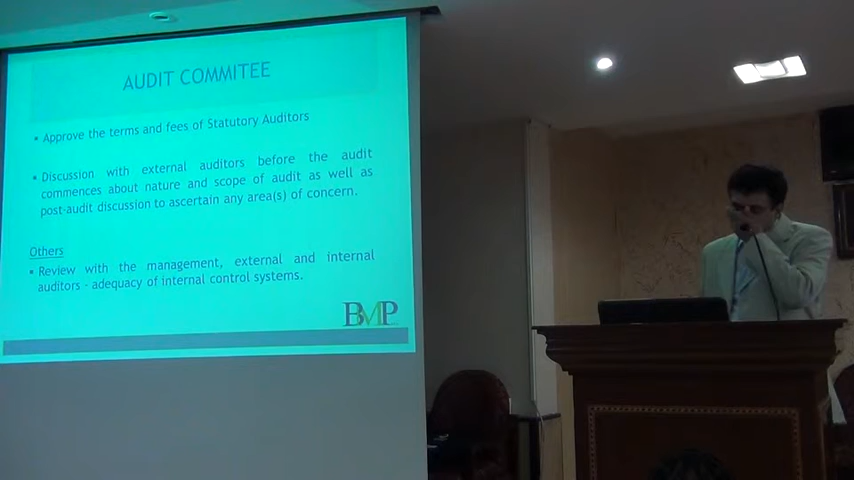 AUDIT COMMITEE
• Approve the terms and fees of Statutory Auditors
• Discussion with external auditors before the audit
commences about nature and scope of audit as well as
post-audit discussion to ascertain any area(s) of concern.
Others
• Review with the management, external and internal
auditors - adequacy of internal control systems.
BMP